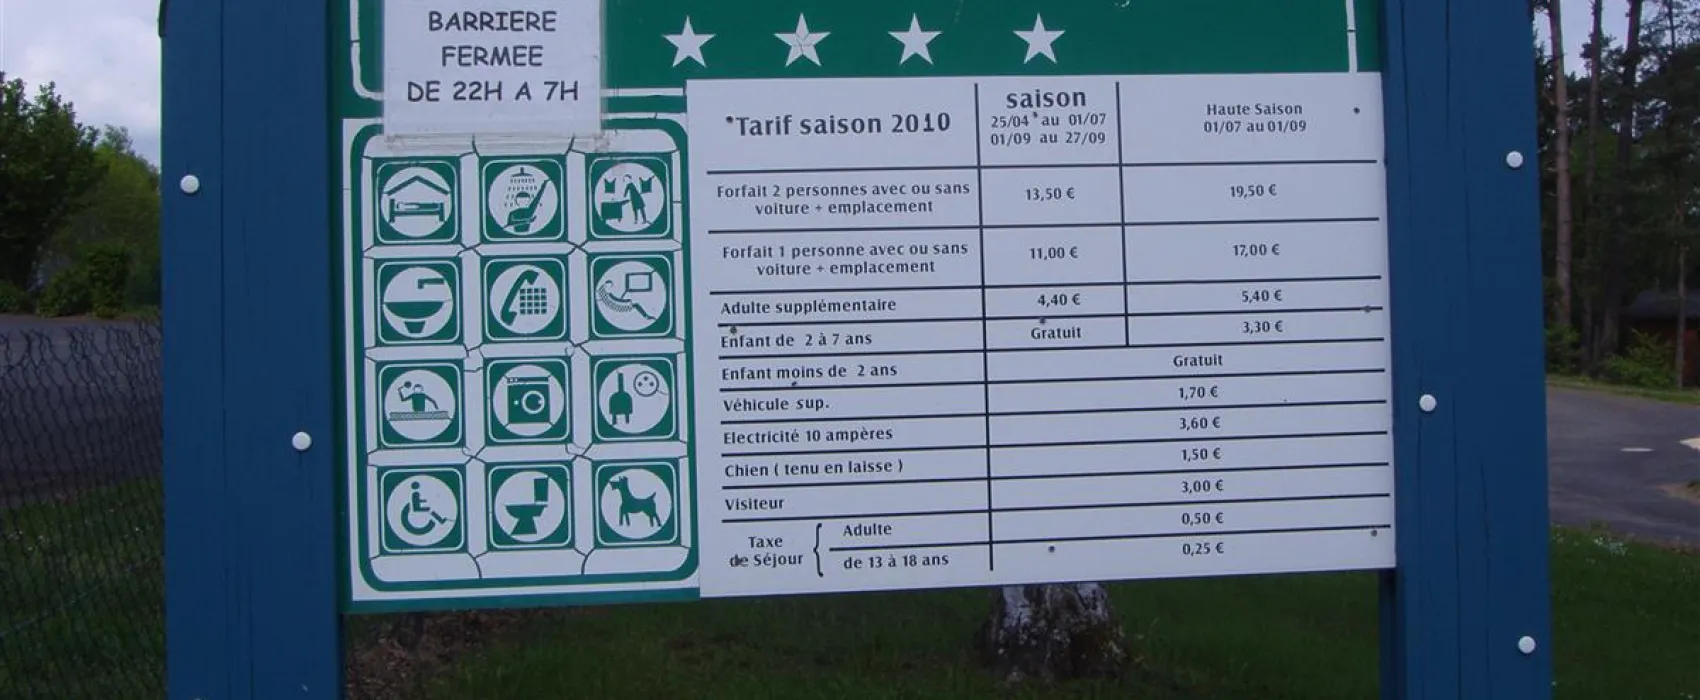 BARRIERE
FERMEE
DE 22H A 7H
Tarif saison 2010
saison
25/04 au 01/07
01/09 au 27/09
Haute Saison
01/07 au 01/09
Forfait 2 personnes avec ou sans
voiture + emplacement
13,50 €
19,50 €
Forfait 1 personne avec ou sans
voiture + emplacement
11,00 €
17,00 €
Adulte supplémentaire
4,40 €
5,40 €
Enfant de 2 à 7 ans
Gratuit
3,30 €
Enfant moins de 2 ans
Gratuit
Véhicule sup.
1,70 €
Electricité 10 ampères
3,60 €
Chien ( tenu en laisse )
1,50 €
Visiteur
3,00 €
Taxe
de Séjour
Adulte
0,50 €
de 13 à 18 ans
0,25 €